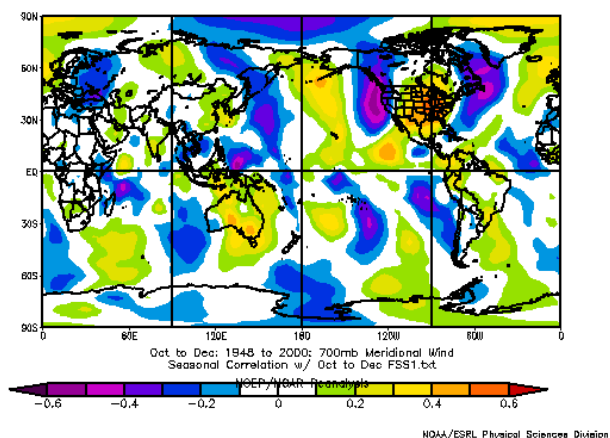 90N
60N
30N
EQ
30S
60S
90S
0 60E 120E 180 120W 60W 0
Oct to Dec: 1948 to 2000: 700mb Meridional Wind
Seasonal Correlation w/ Oct to Dec FSS1.txt
NCEP/NCAR Reanalysis
-0.6 -0.4 -0.2 0 0.2 0.4 0.6
NOAA/ESRL Physical Sciences Division